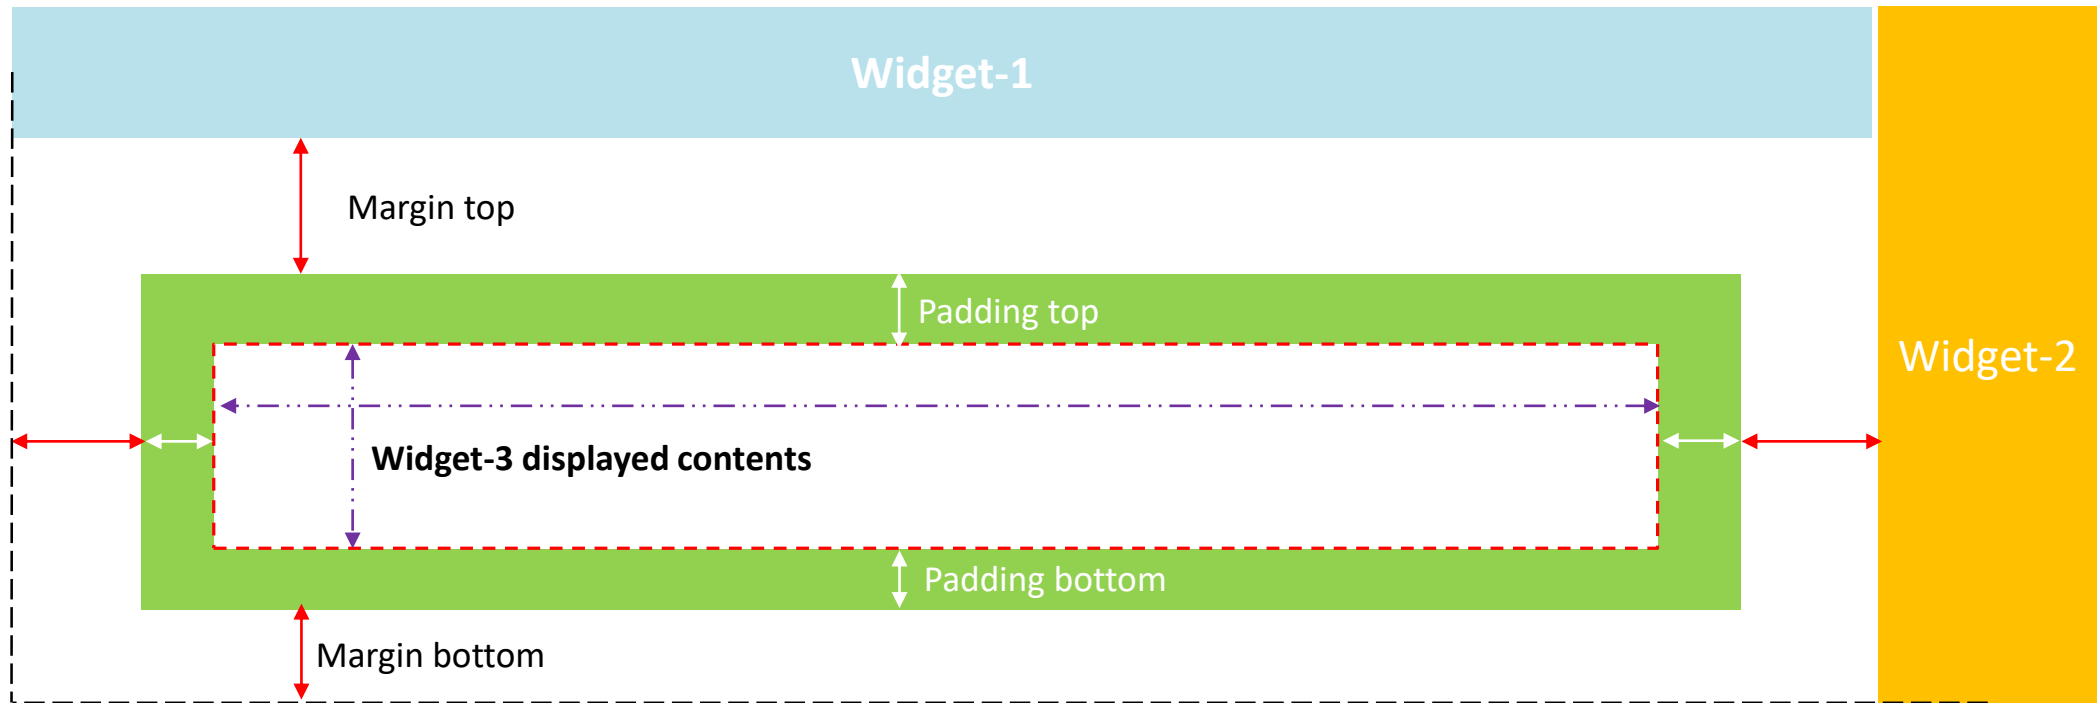 Widget-1
Margin top
Padding top
Widget-2
Widget-3 displayed contents
Padding bottom
Margin bottom